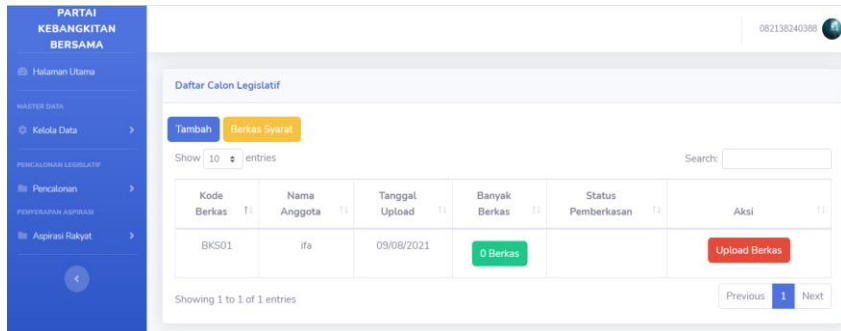 PARTAI
KEBANGKITAN
BERSAMA
082138240388
Halaman Utama
MASTER DATA
Kelola Data
PENCALONAN LEGISLATIF
Pencalonan
PENYERAPAN ASPIRASI
Aspirasi Rakyat
Daftar Calon Legislatif
Tambah Berkas Syarat
Show 10 entries Search:
Kode Berkas Nama Anggota Tanggal Upload Banyak Berkas Status Pemberkasan Aksi
BKS01 ifa 09/08/2021 0 Berkas Upload Berkas
Showing 1 to 1 of 1 entries Previous 1 Next